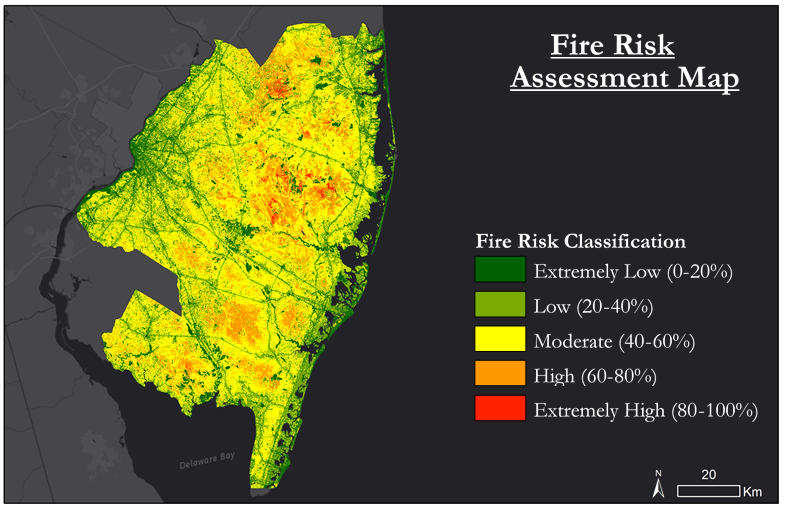 Fire Risk
Assessment Map
Fire Risk Classification
Extremely Low (0-20%)
Low (20-40%)
Moderate (40-60%)
High (60-80%)
Extremely High (80-100%)
Delaware Bay
N
20
Km